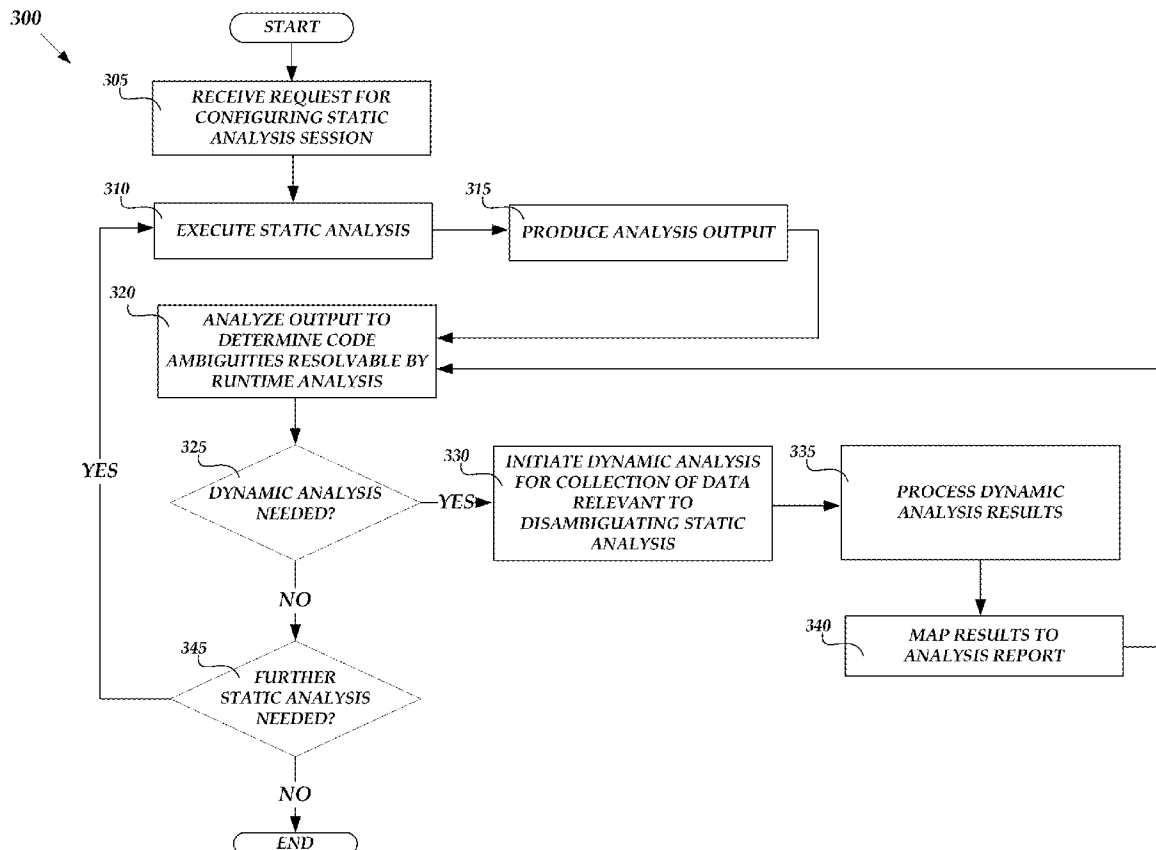 300
START
305
RECEIVE REQUEST FOR
CONFIGURING STATIC
ANALYSIS SESSION
310
EXECUTE STATIC ANALYSIS
315
PRODUCE ANALYSIS OUTPUT
320
ANALYZE OUTPUT TO
DETERMINE CODE
AMBIGUITIES RESOLVABLE BY
RUNTIME ANALYSIS
325
DYNAMIC ANALYSIS
NEEDED?
YES
330
INITIATE DYNAMIC ANALYSIS
FOR COLLECTION OF DATA
RELEVANT TO
DISAMBIGUATING STATIC
ANALYSIS
335
PROCESS DYNAMIC
ANALYSIS RESULTS
340
MAP RESULTS TO
ANALYSIS REPORT
NO
345
FURTHER
STATIC ANALYSIS
NEEDED?
YES
NO
END